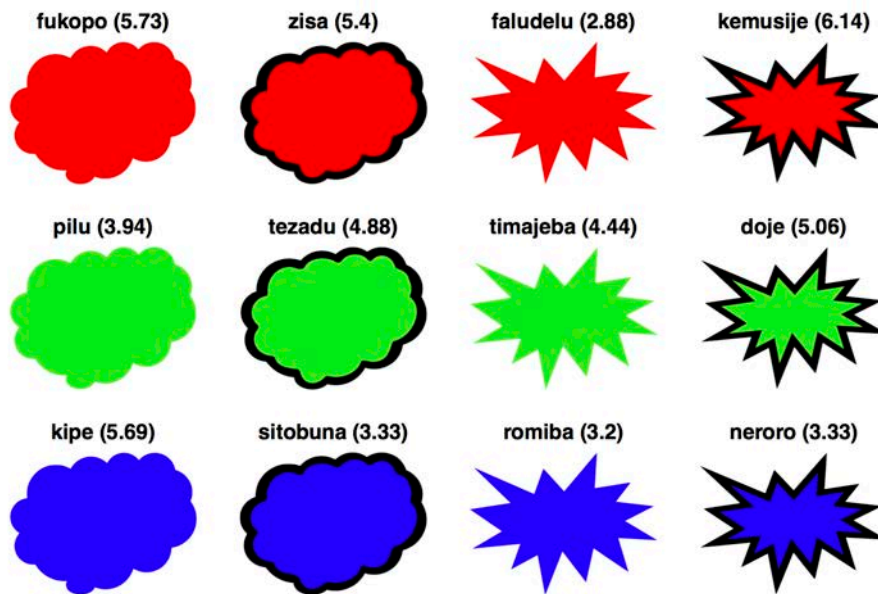 fukopo (5.73) zisa (5.4) faludelu (2.88) kemusije (6.14)
pilu (3.94) tezadu (4.88) timajeba (4.44) doje (5.06)
kipe (5.69) sitobuna (3.33) romiba (3.2) neroro (3.33)